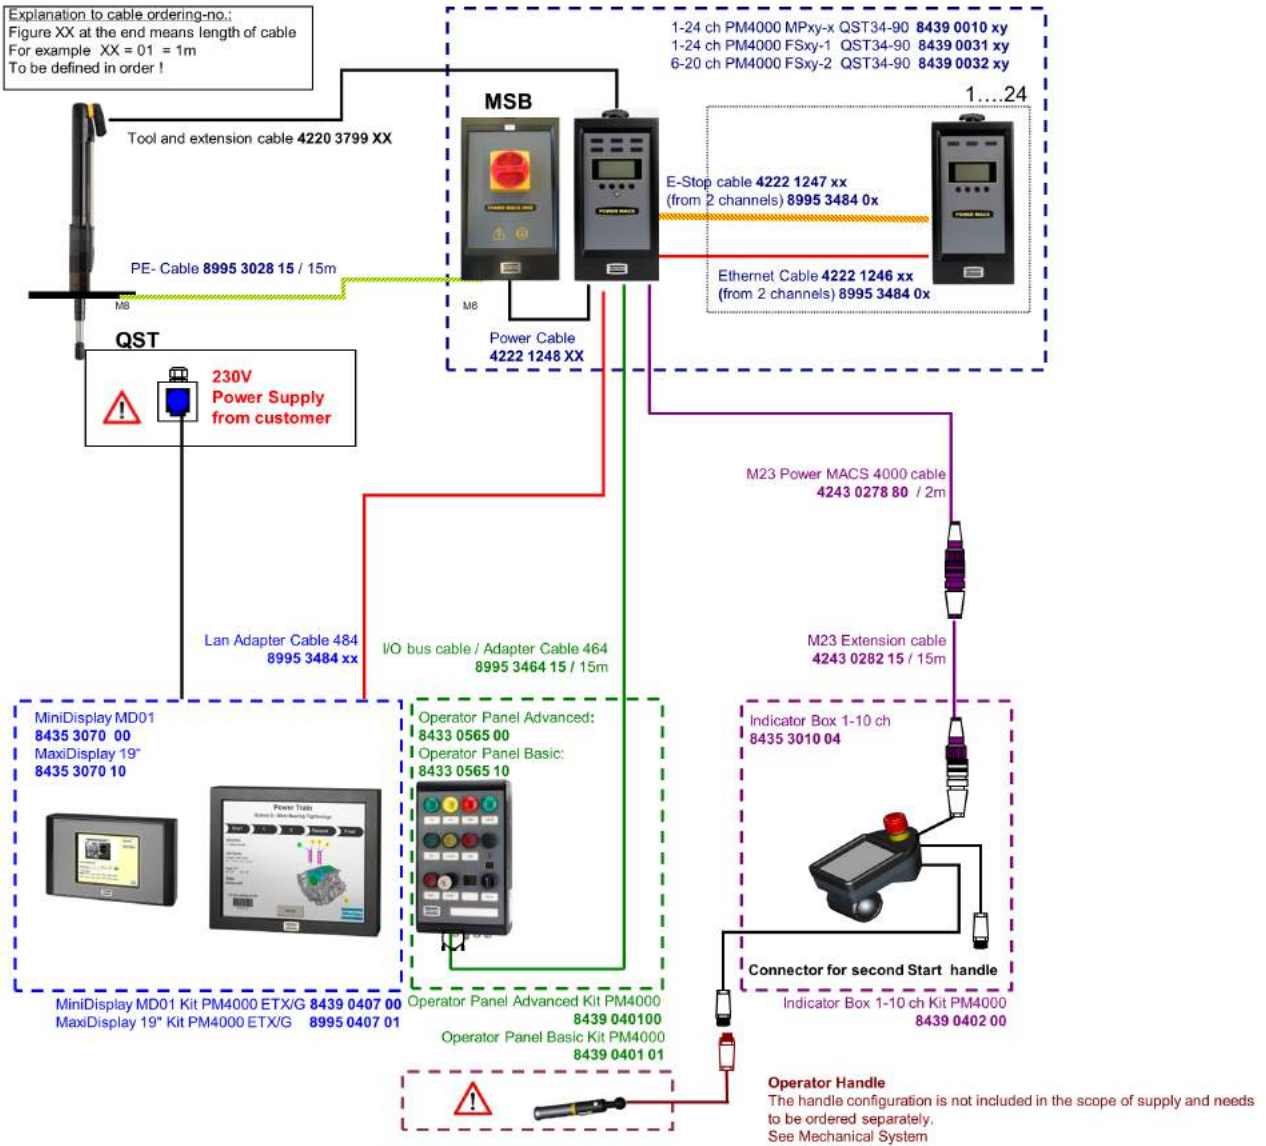 Explanation to cable ordering-no.:
Figure XX at the end means length of cable
For example XX = 01 = 1m
To be defined in order !
1-24 ch PM4000 MPxy-x QST34-90 8439 0010 xy
1-24 ch PM4000 FSxy-1 QST34-90 8439 0031 xy
6-20 ch PM4000 FSxy-2 QST34-90 8439 0032 xy
MSB
1....24
Tool and extension cable 4220 3799 XX
E-Stop cable 4222 1247 xx
(from 2 channels) 8995 3484 0x
POWER MACS MSB
POWER MACS
POWER MACS
PE- Cable 8995 3028 15 / 15m
Ethernet Cable 4222 1246 xx
(from 2 channels) 8995 3484 0x
M8
M6
QST
Power Cable
4222 1248 XX
230V
Power Supply
from customer
M23 Power MACS 4000 cable
4243 0278 80 / 2m
Lan Adapter Cable 484
8995 3484 xx
I/O bus cable / Adapter Cable 464
8995 3464 15 / 15m
M23 Extension cable
4243 0282 15 / 15m
MiniDisplay MD01
8435 3070 00
MaxiDisplay 19"
8435 3070 10
Operator Panel Advanced:
8433 0565 00
Operator Panel Basic:
8433 0565 10
Indicator Box 1-10 ch
8435 3010 04
Power Train
Connector for second Start handle
MiniDisplay MD01 Kit PM4000 ETX/G 8439 0407 00
MaxiDisplay 19" Kit PM4000 ETX/G 8995 0407 01
Operator Panel Advanced Kit PM4000
8439 040100
Operator Panel Basic Kit PM4000
8439 0401 01
Indicator Box 1-10 ch Kit PM4000
8439 0402 00
Operator Handle
The handle configuration is not included in the scope of supply and needs
to be ordered separately.
See Mechanical System